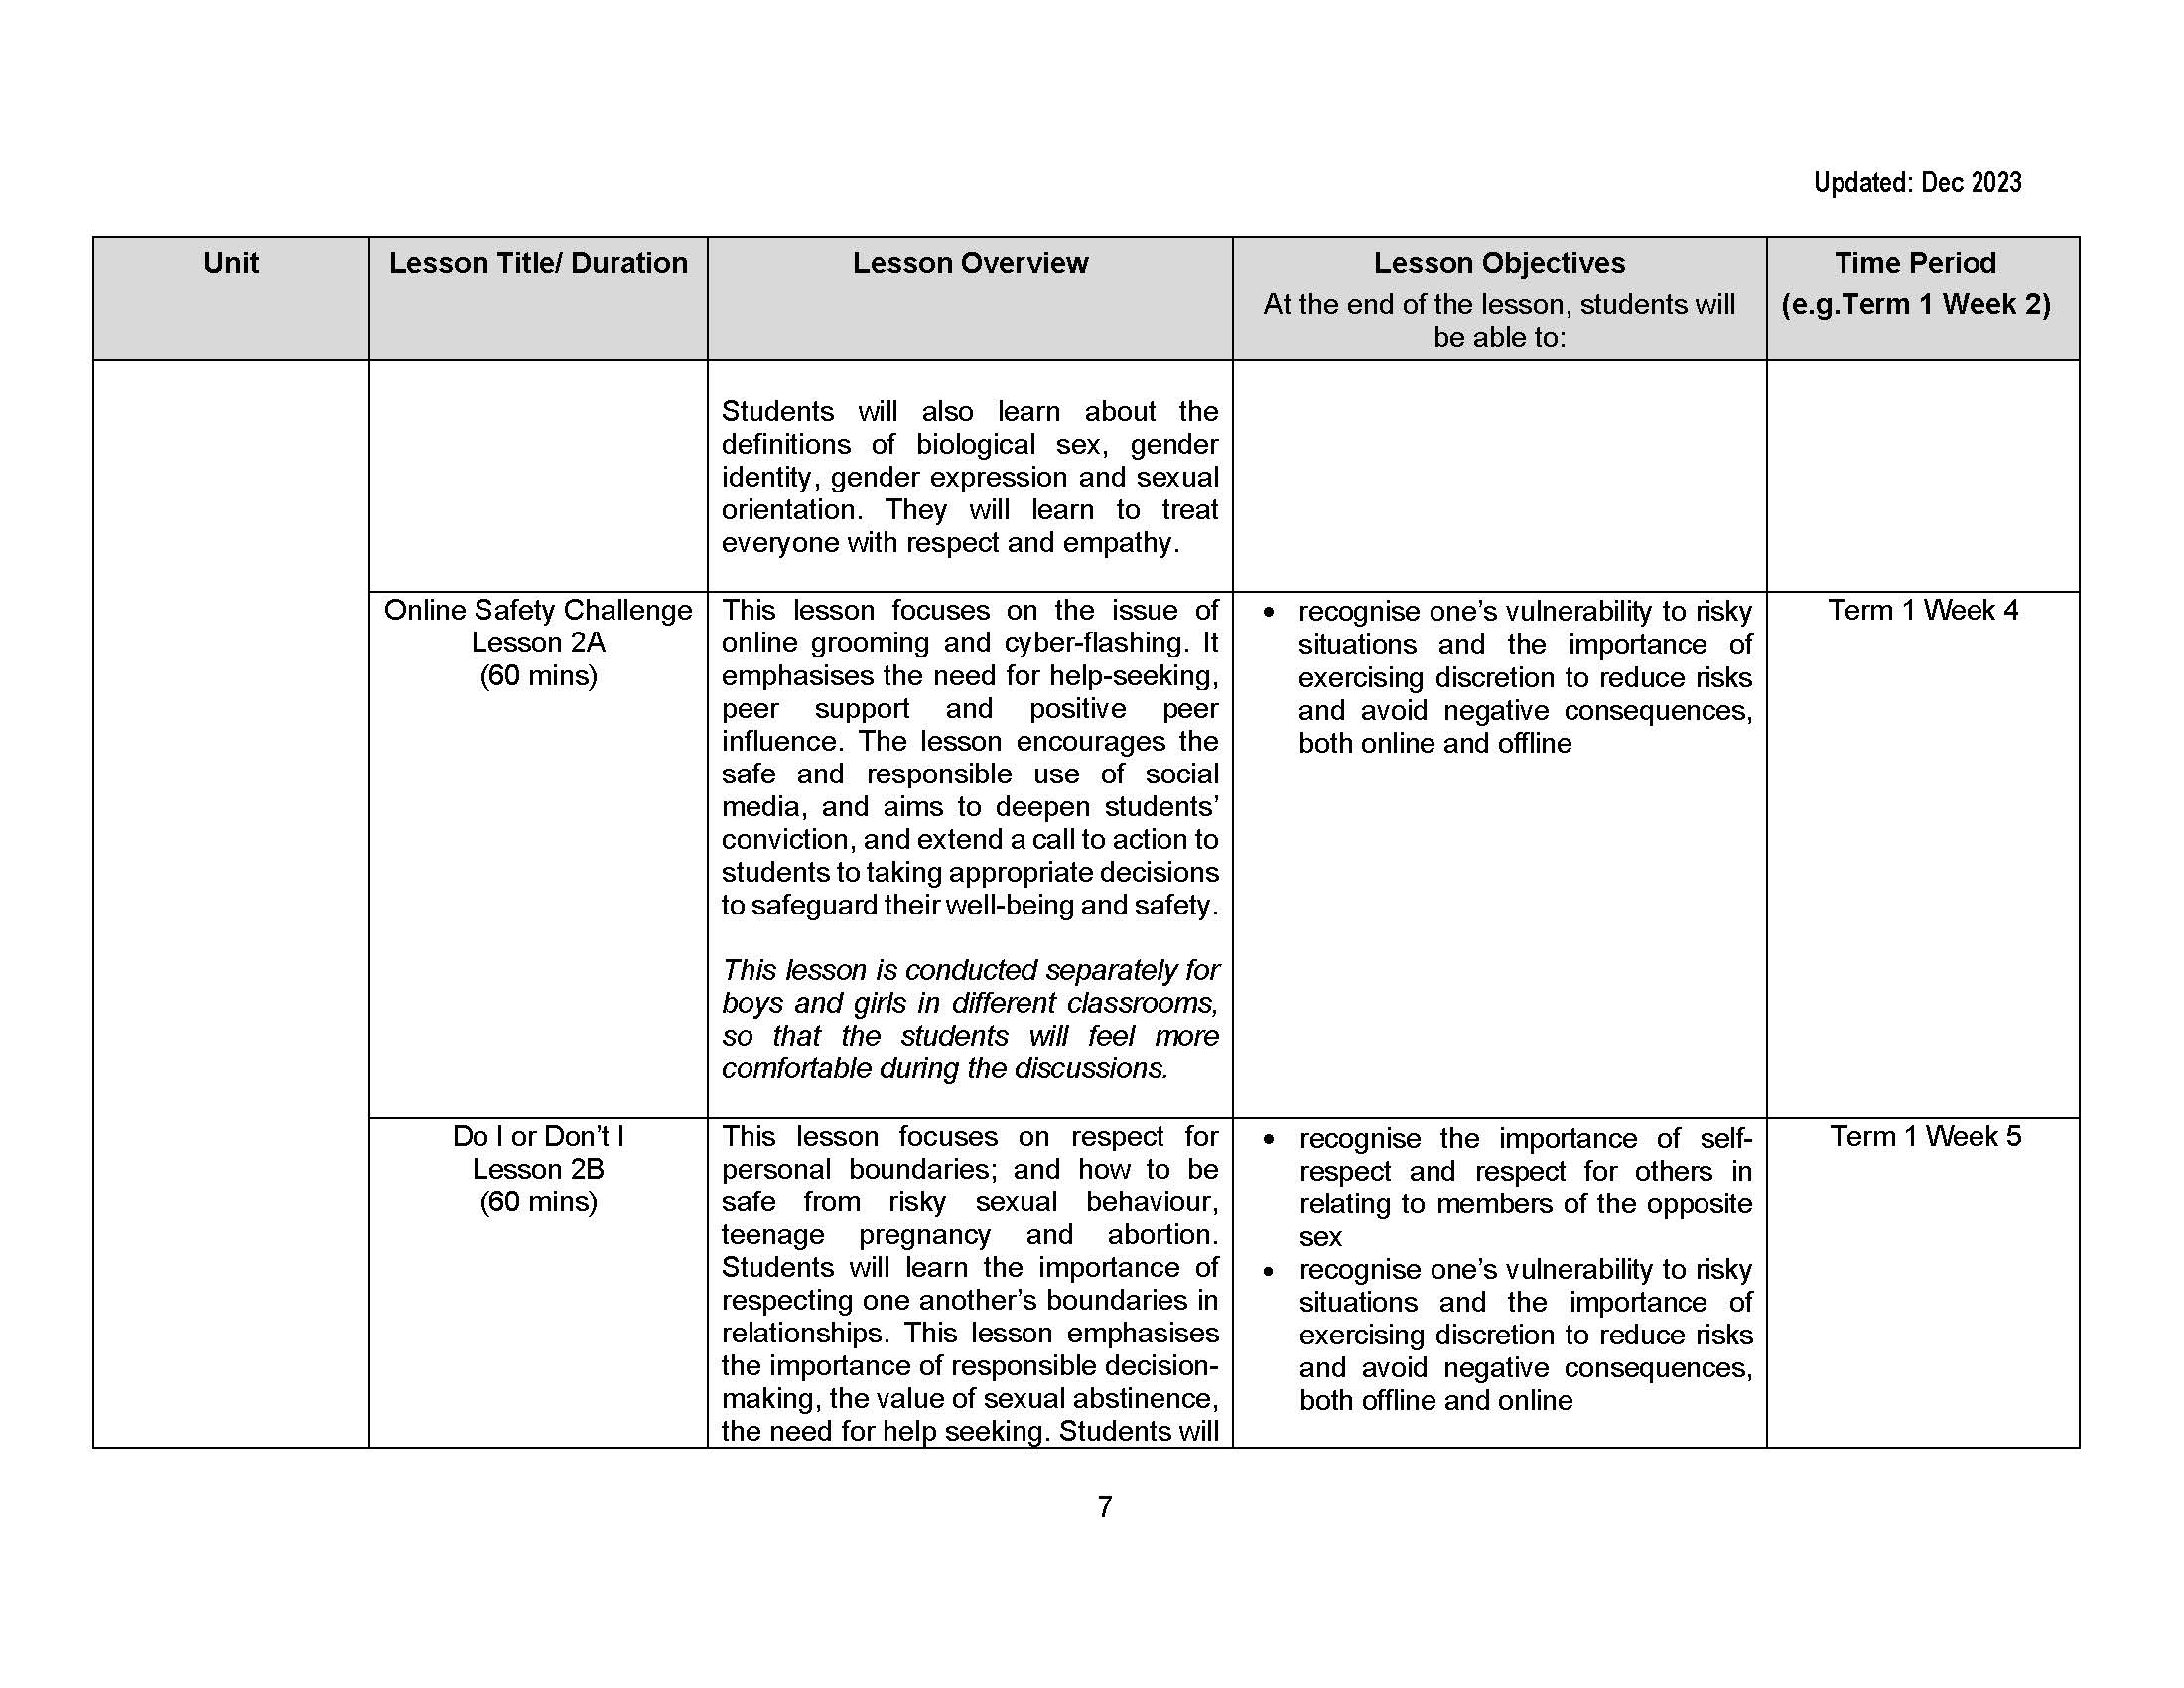 Updated: Dec 2023
Unit
Lesson Title/ Duration
Lesson Overview
Lesson Objectives
At the end of the lesson, students will
be able to:
Time Period
(e.g.Term 1 Week 2)
Students will also learn about the
definitions of biological sex, gender
identity, gender expression and sexual
orientation. They will learn to treat
everyone with respect and empathy.
Online Safety Challenge
Lesson 2A
(60 mins)
This lesson focuses on the issue of
online grooming and cyber-flashing. It
emphasises the need for help-seeking,
peer support and positive peer
influence. The lesson encourages the
safe and responsible use of social
media, and aims to deepen students’
conviction, and extend a call to action to
students to taking appropriate decisions
to safeguard their well-being and safety.
This lesson is conducted separately for
boys and girls in different classrooms,
so that the students will feel more
comfortable during the discussions.
• recognise one’s vulnerability to risky
situations and the importance of
exercising discretion to reduce risks
and avoid negative consequences,
both online and offline
Term 1 Week 4
Do I or Don’t I
Lesson 2B
(60 mins)
This lesson focuses on respect for
personal boundaries; and how to be
safe from risky sexual behaviour,
teenage pregnancy and abortion.
Students will learn the importance of
respecting one another’s boundaries in
relationships. This lesson emphasises
the importance of responsible decision-
making, the value of sexual abstinence,
the need for help seeking. Students will
• recognise the importance of self-
respect and respect for others in
relating to members of the opposite
sex
• recognise one’s vulnerability to risky
situations and the importance of
exercising discretion to reduce risks
and avoid negative consequences,
both offline and online
Term 1 Week 5
7